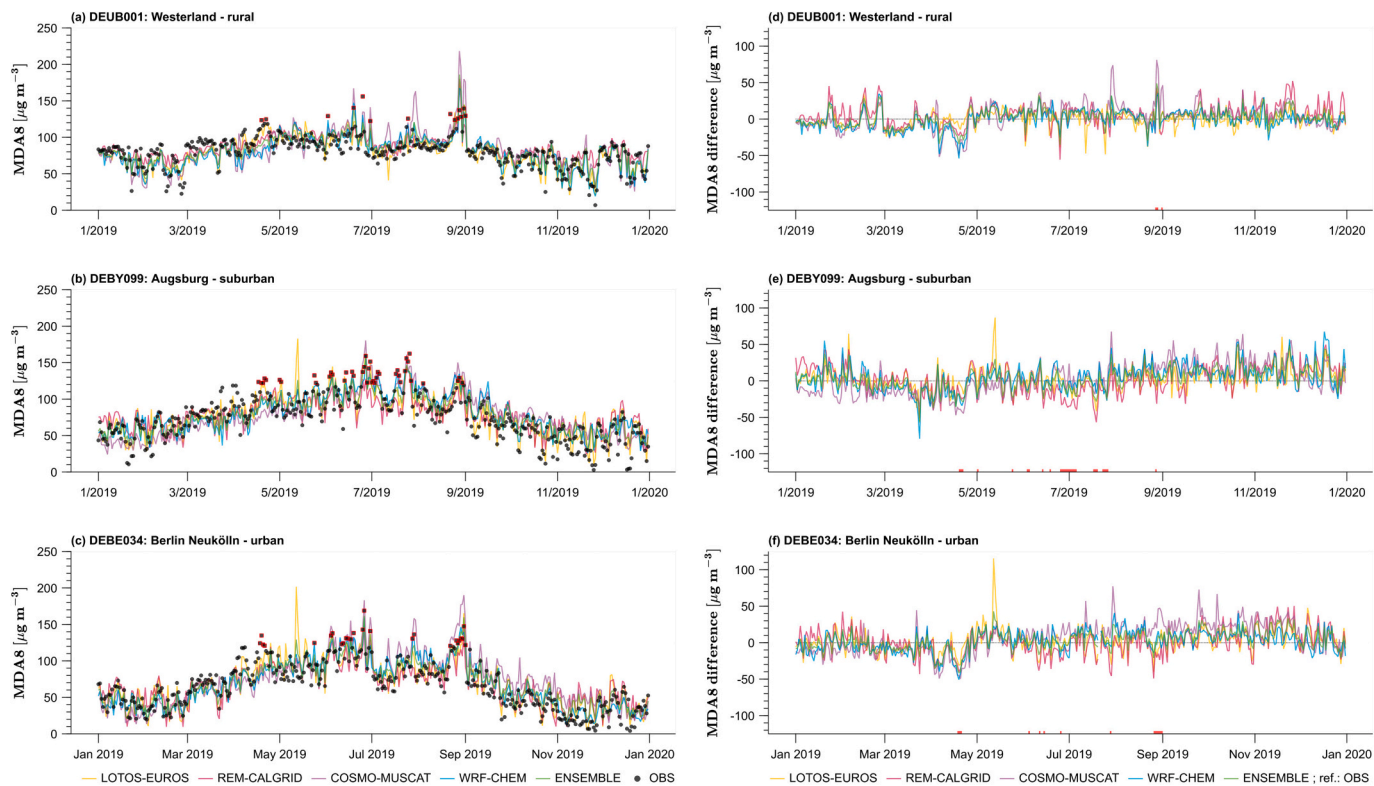 (a) DEUB001: Westerland - rural
MDA8 [μg m−3]
250
200
150
100
50
0
1/2019 3/2019 5/2019 7/2019 9/2019 11/2019 1/2020
(d) DEUB001: Westerland - rural
MDA8 difference [μg m−3]
100
50
0
-50
-100
1/2019 3/2019 5/2019 7/2019 9/2019 11/2019 1/2020
(b) DEBY099: Augsburg - suburban
MDA8 [μg m−3]
250
200
150
100
50
0
1/2019 3/2019 5/2019 7/2019 9/2019 11/2019 1/2020
(e) DEBY099: Augsburg - suburban
MDA8 difference [μg m−3]
100
50
0
-50
-100
1/2019 3/2019 5/2019 7/2019 9/2019 11/2019 1/2020
(c) DEBE034: Berlin Neukölln - urban
MDA8 [μg m−3]
250
200
150
100
50
0
Jan 2019 Mar 2019 May 2019 Jul 2019 Sep 2019 Nov 2019 Jan 2020
LOTOS-EUROS REM-CALGRID COSMO-MUSCAT WRF-CHEM ENSEMBLE OBS
(f) DEBE034: Berlin Neukölln - urban
MDA8 difference [μg m−3]
100
50
0
-50
-100
Jan 2019 Mar 2019 May 2019 Jul 2019 Sep 2019 Nov 2019 Jan 2020
LOTOS-EUROS REM-CALGRID COSMO-MUSCAT WRF-CHEM ENSEMBLE ; ref.: OBS